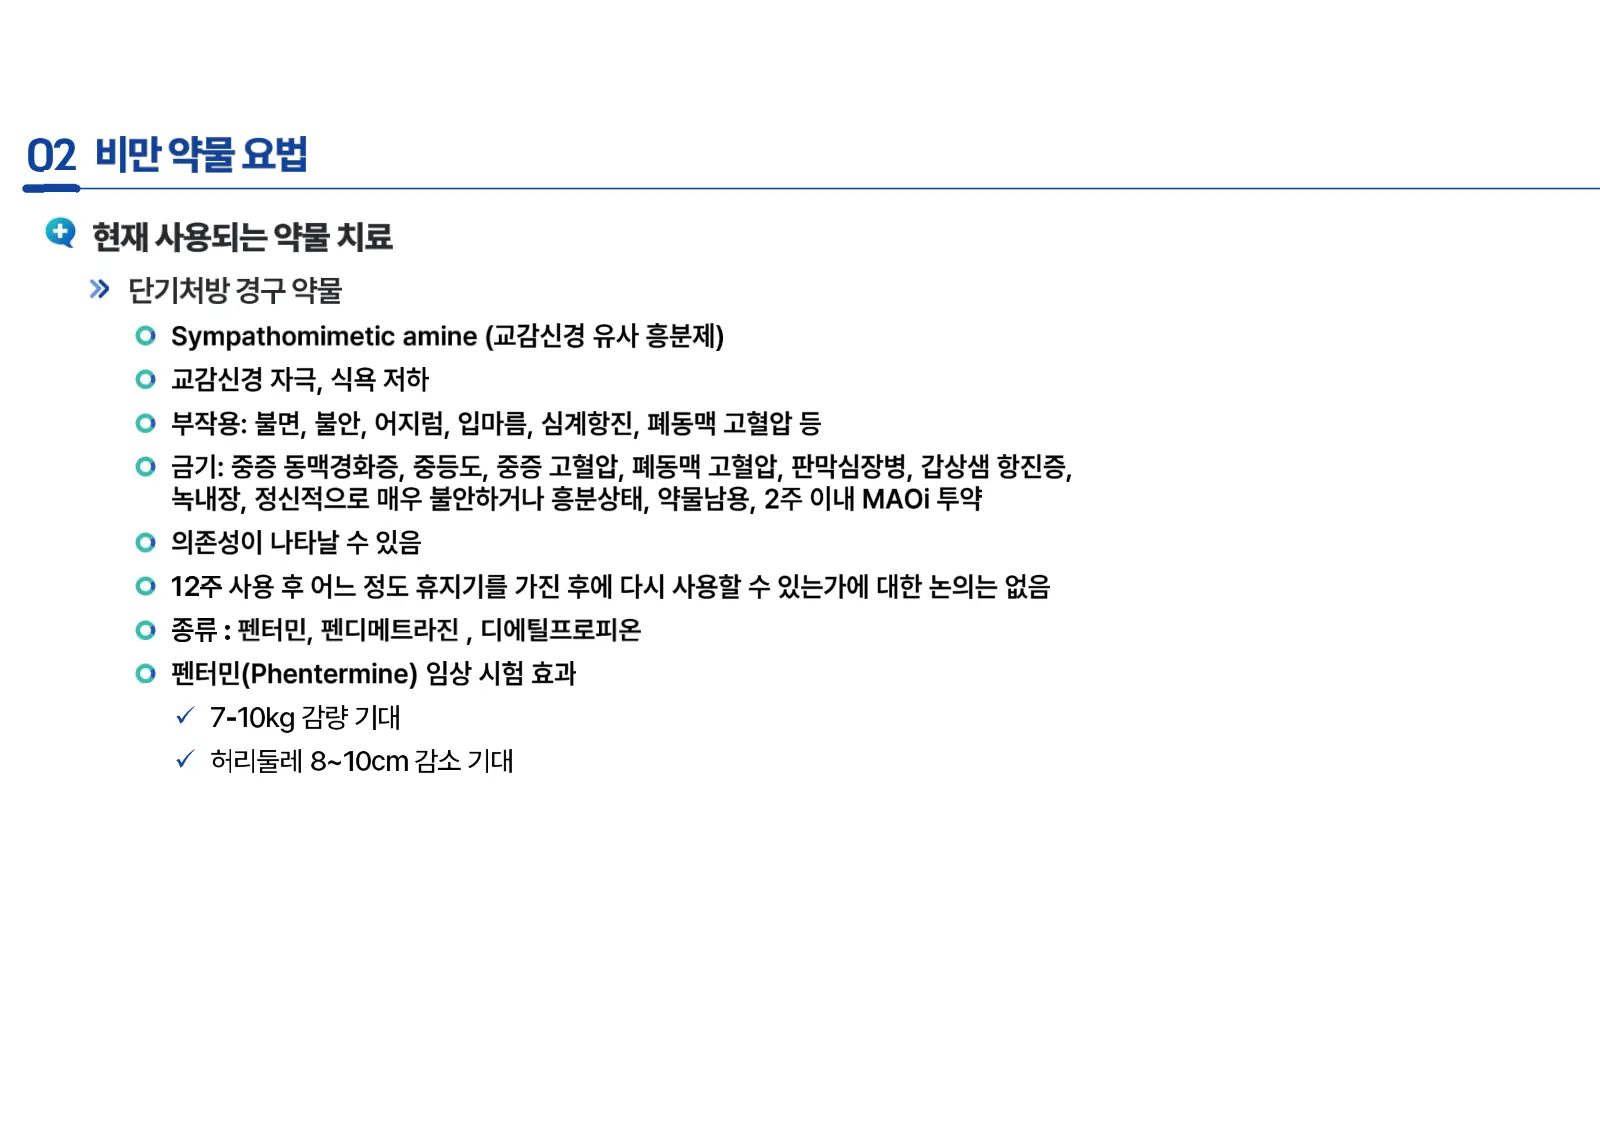 02 비만 약물 요법
현재 사용되는 약물 치료
단기처방 경구 약물
Sympathomimetic amine (교감신경 유사 흥분제)
교감신경 자극, 식욕 저하
부작용: 불면, 불안, 어지럼, 입마름, 심계항진, 폐동맥 고혈압 등
금기: 중증 동맥경화증, 중등도, 중증 고혈압, 폐동맥 고혈압, 판막심장병, 갑상샘 항진증,
녹내장, 정신적으로 매우 불안하거나 흥분상태, 약물남용, 2주 이내 MAOi 투약
의존성이 나타날 수 있음
12주 사용 후 어느 정도 휴지기를 가진 후에 다시 사용할 수 있는가에 대한 논의는 없음
종류 : 펜터민, 펜디메트라진 , 디에틸프로피온
펜터민(Phentermine) 임상 시험 효과
7-10kg 감량 기대
허리둘레 8~10cm 감소 기대